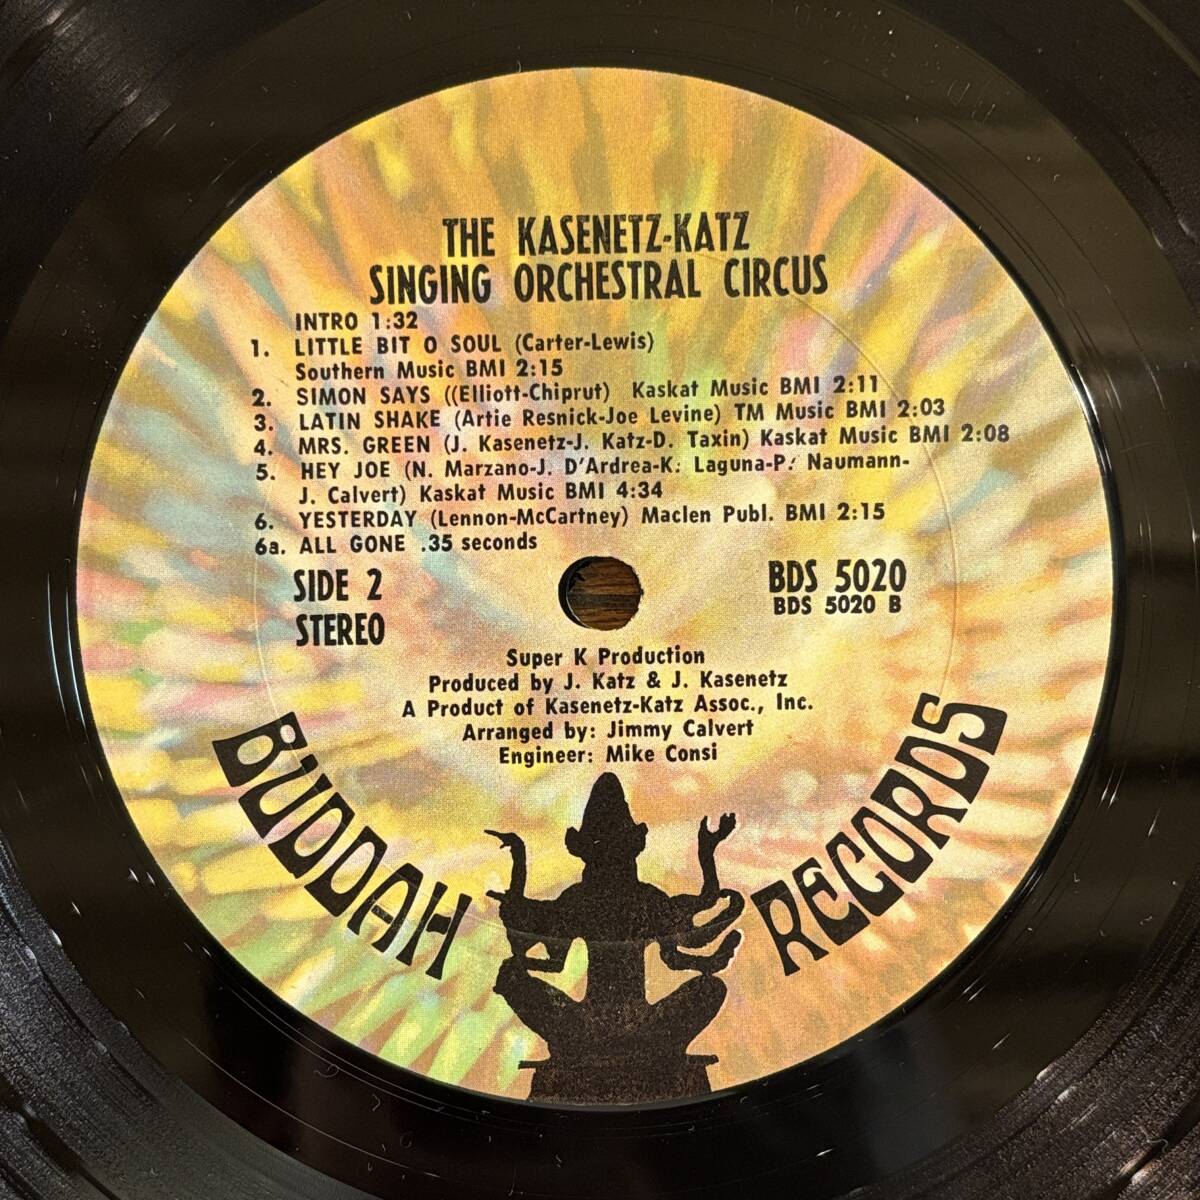 THE KASENETZ-KATZ
SINGING ORCHESTRAL CIRCUS
INTRO 1:32
1. LITTLE BIT O SOUL (Carter-Lewis)
Southern Music BMI 2:15
2. SIMON SAYS ((Elliott-Chiprut) Kaskat Music BMI 2:11
3. LATIN SHAKE (Artie Resnick-Joe Levine) TM Music BMI 2:03
4. MRS. GREEN (J. Kasenetz-J. Katz-D. Taxin) Kaskat Music BMI 2:08
5. HEY JOE (N. Marzano-J. D'Ardrea-K. Laguna-P. Naumann-
J. Calvert) Kaskat Music BMI 4:34
6. YESTERDAY (Lennon-McCartney) Maclen Publ. BMI 2:15
6a. ALL GONE .35 seconds
SIDE 2
STEREO
BDS 5020
BDS 5020 B
Super K Production
Produced by J. Katz & J. Kasenetz
A Product of Kasenetz-Katz Assoc., Inc.
Arranged by: Jimmy Calvert
Engineer: Mike Consi
BUDDAH RECORDS